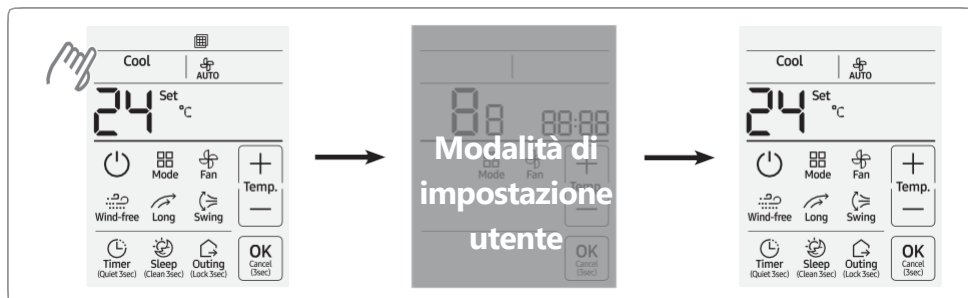 Cool
AUTO
24 Set
°C
Mode
Fan
Temp.
Wind-free
Long
Swing
Timer
(Quiet 3sec)
Sleep
(Clean 3sec)
Outing
(Lock 3sec)
OK
Cancel
(3sec)
88 88:88
Mode
Fan
Temp.
Modalità di
impostazione
utente
OK
Cancel
(3sec)
Cool
AUTO
24 Set
°C
Mode
Fan
Temp.
Wind-free
Long
Swing
Timer
(Quiet 3sec)
Sleep
(Clean 3sec)
Outing
(Lock 3sec)
OK
Cancel
(3sec)